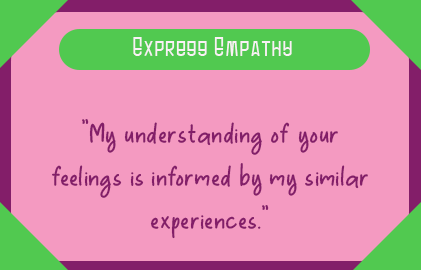 Express Empathy
"My understanding of your
feelings is informed by my similar
experiences."